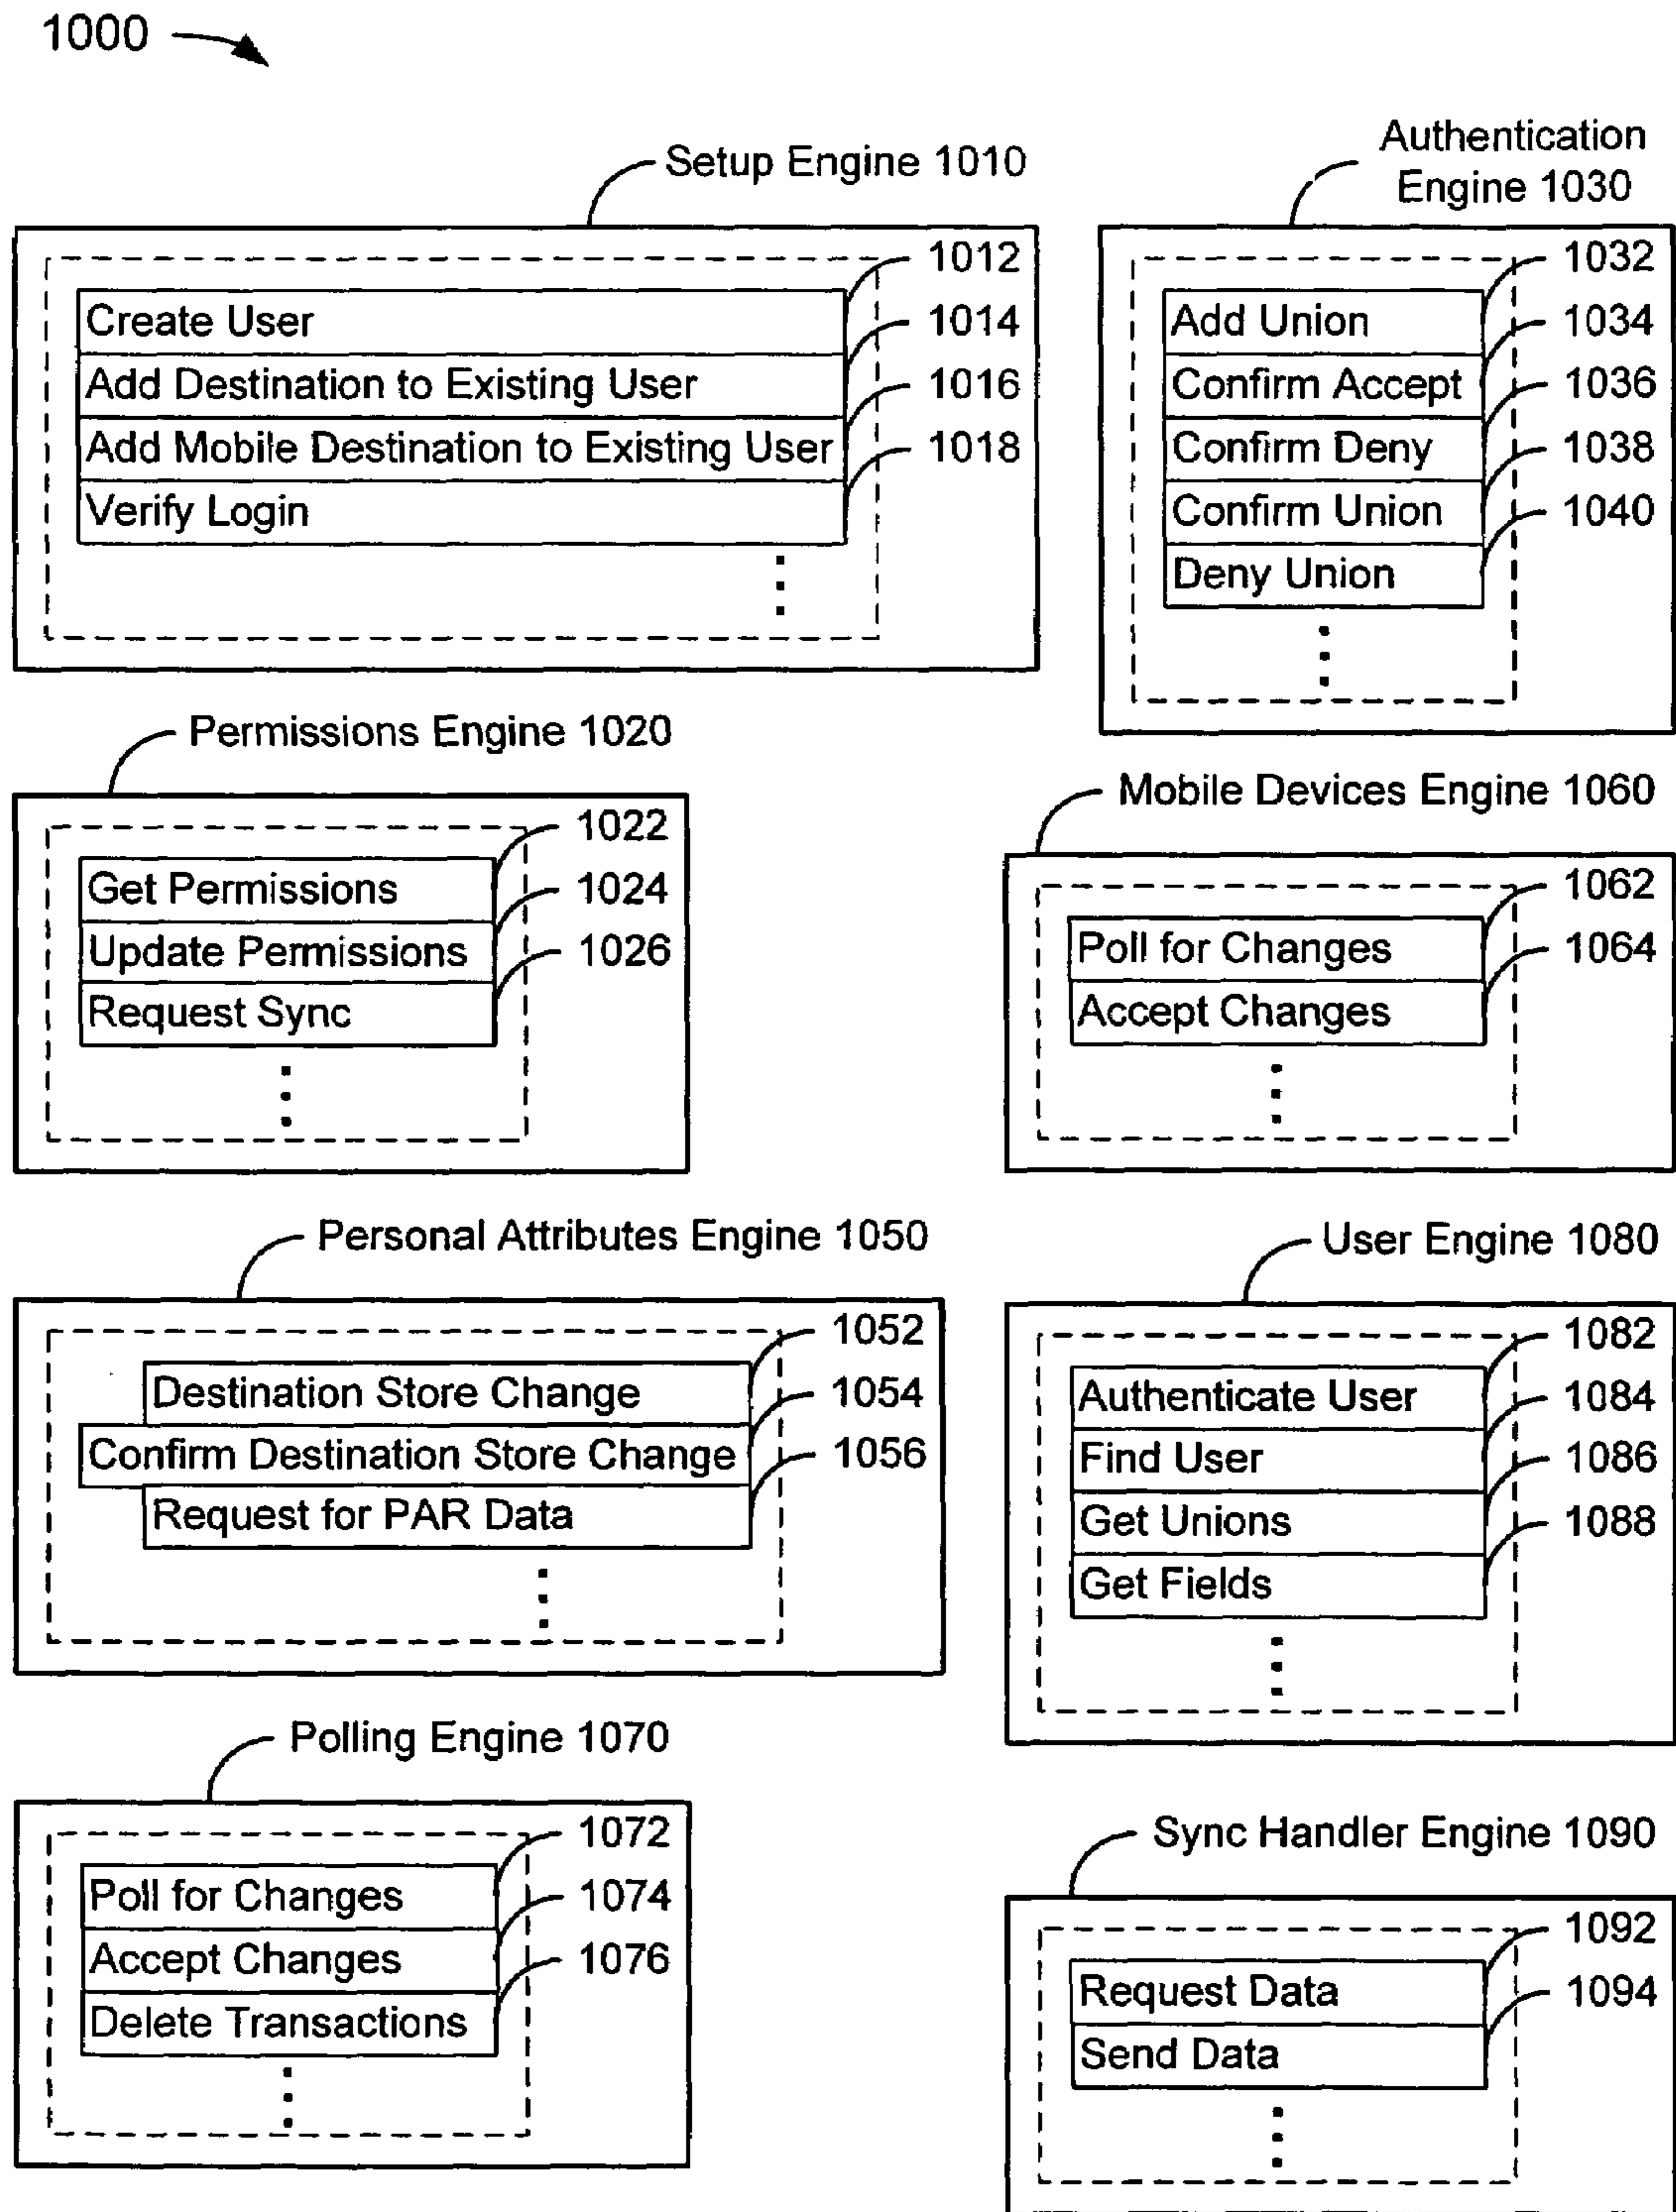 1000
Setup Engine 1010
1012
Create User
1014
Add Destination to Existing User
1016
Add Mobile Destination to Existing User
1018
Verify Login
Authentication
Engine 1030
1032
Add Union
1034
Confirm Accept
1036
Confirm Deny
1038
Confirm Union
1040
Deny Union
Permissions Engine 1020
1022
Get Permissions
1024
Update Permissions
1026
Request Sync
Mobile Devices Engine 1060
1062
Poll for Changes
1064
Accept Changes
Personal Attributes Engine 1050
1052
Destination Store Change
1054
Confirm Destination Store Change
1056
Request for PAR Data
User Engine 1080
1082
Authenticate User
1084
Find User
1086
Get Unions
1088
Get Fields
Polling Engine 1070
1072
Poll for Changes
1074
Accept Changes
1076
Delete Transactions
Sync Handler Engine 1090
1092
Request Data
1094
Send Data